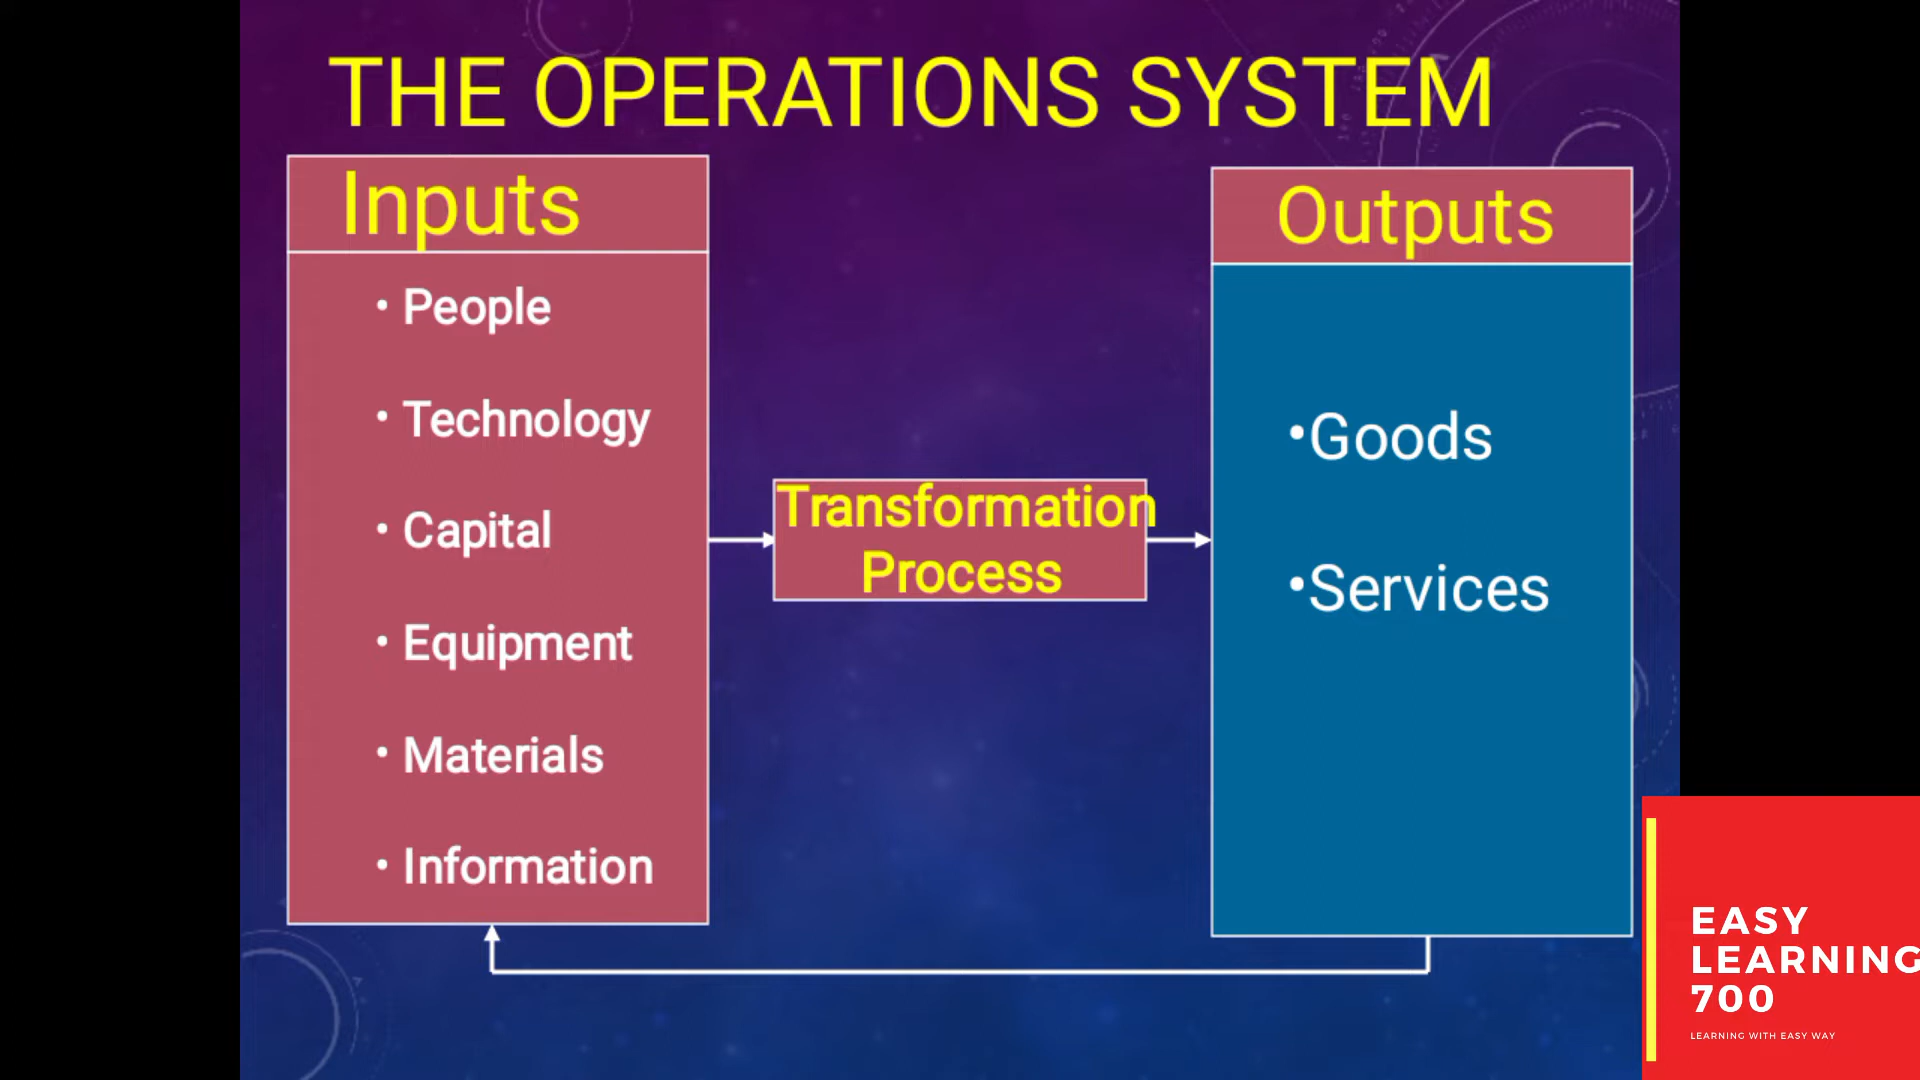 THE OPERATIONS SYSTEM
Inputs
• People
• Technology
• Capital
• Equipment
• Materials
• Information
Transformation
Process
Outputs
•Goods
•Services
EASY
LEARNING
700
LEARNING WITH EASY WAY